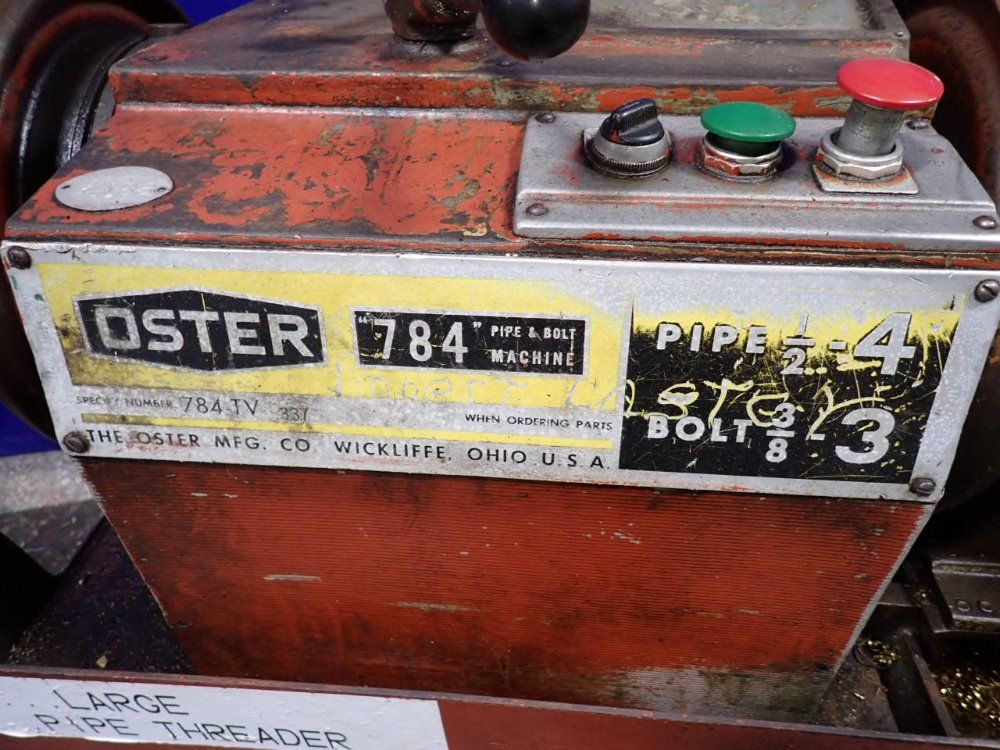 OSTER
"784" PIPE & BOLT
MACHINE
PIPE 1/2" - 4
BOLT 3/8 - 3
SPECIFY NUMBER 784-TV 337 WHEN ORDERING PARTS
THE OSTER MFG. CO WICKLIFFE, OHIO U.S.A.
LARGE
PIPE THREADER